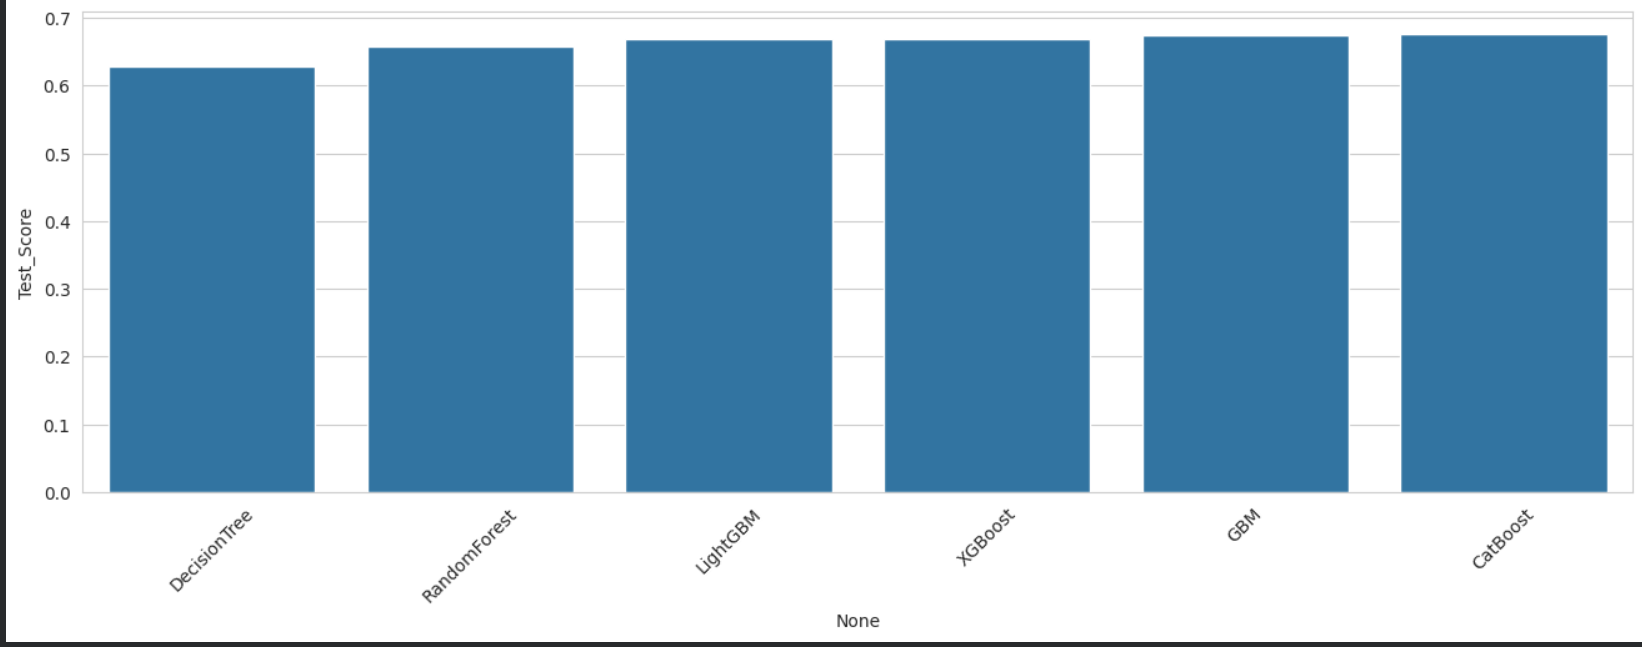 0.7
0.6
0.5
0.4
0.3
0.2
0.1
0.0
Test_Score
DecisionTree
RandomForest
LightGBM
XGBoost
GBM
CatBoost
None